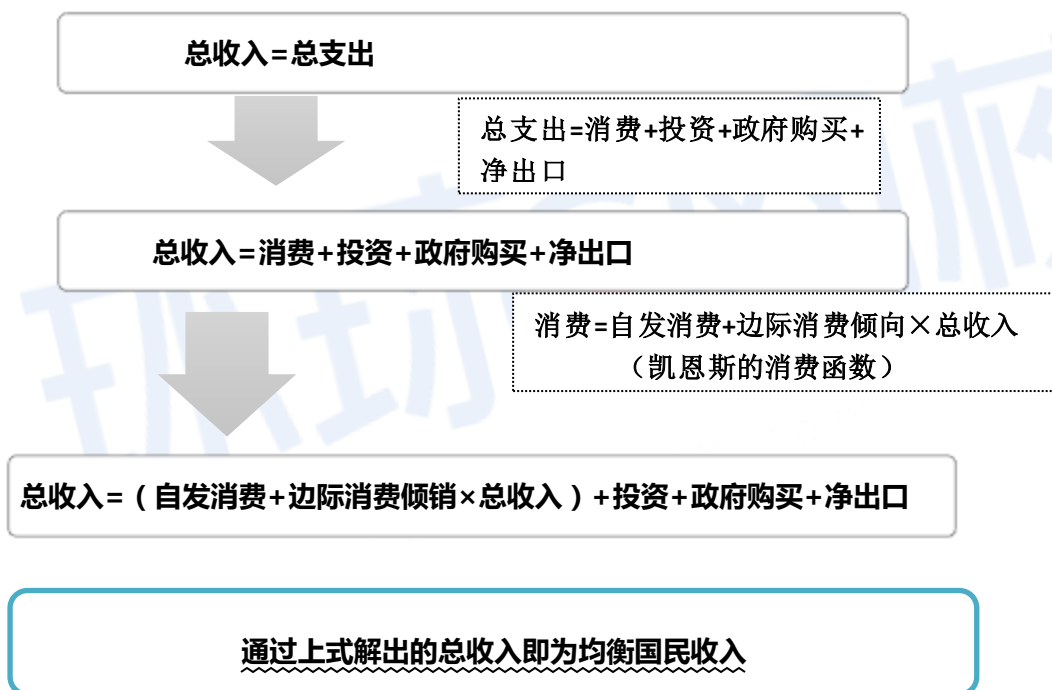 总收入=总支出
总支出=消费+投资+政府购买+
净出口
总收入=消费+投资+政府购买+净出口
消费=自发消费+边际消费倾向×总收入
（凯恩斯的消费函数）
总收入=（自发消费+边际消费倾销×总收入）+投资+政府购买+净出口
通过上式解出的总收入即为均衡国民收入